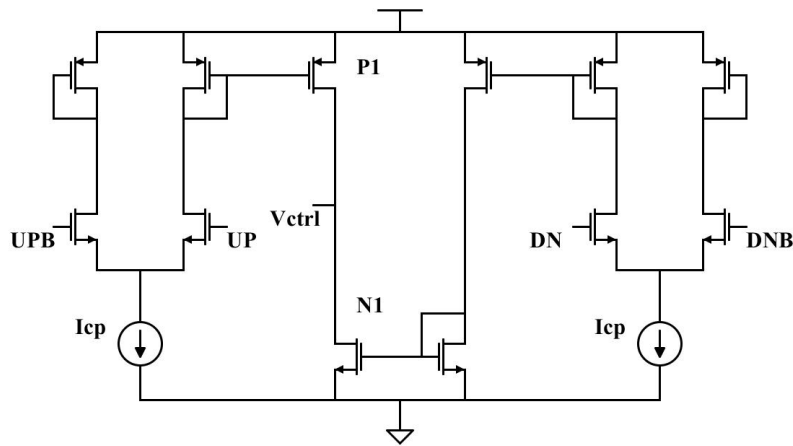 P1
Vctrl
UPB
UP
DN
DNB
N1
Icp
Icp